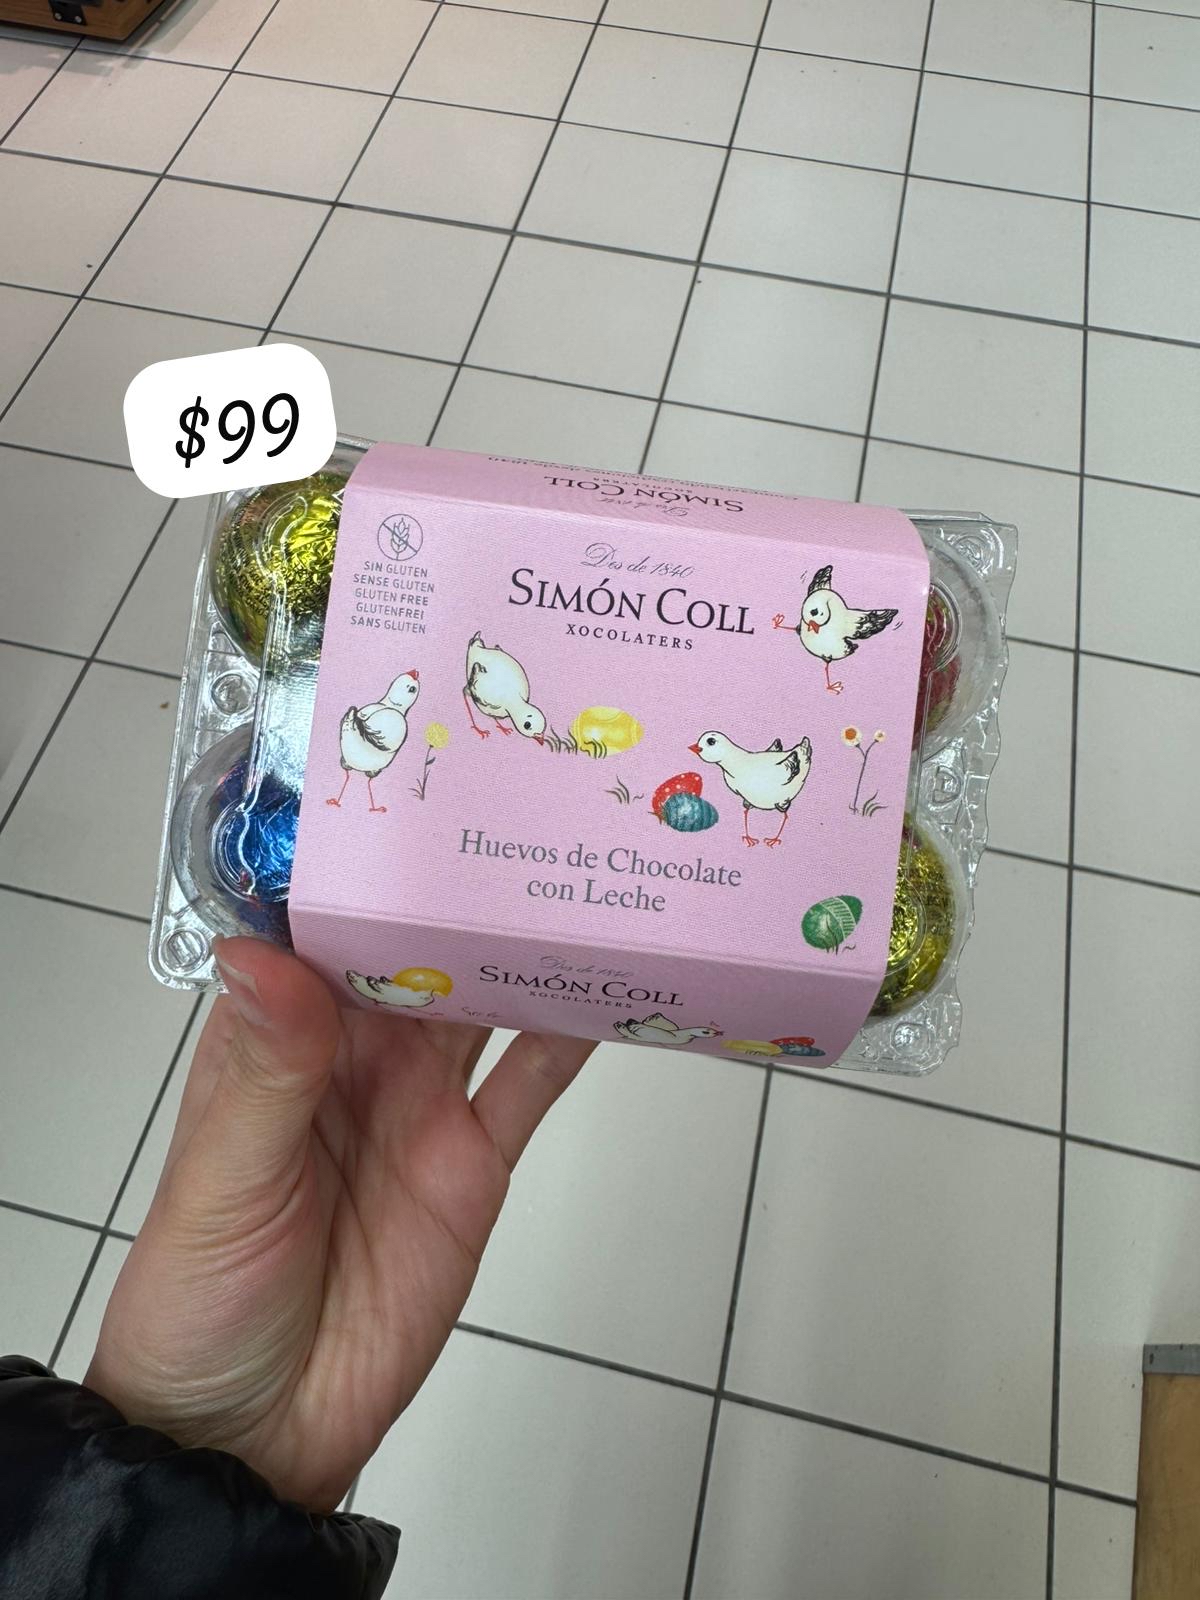 $99
SIMÓN COLL
XOCOLATERS
SIN GLUTEN
SENSE GLUTEN
GLUTEN FREE
GLUTENFREI
SANS GLUTEN
Des de 1840
SIMÓN COLL
XOCOLATERS
Huevos de Chocolate
con Leche
Des de 1840
SIMÓN COLL
XOCOLATERS